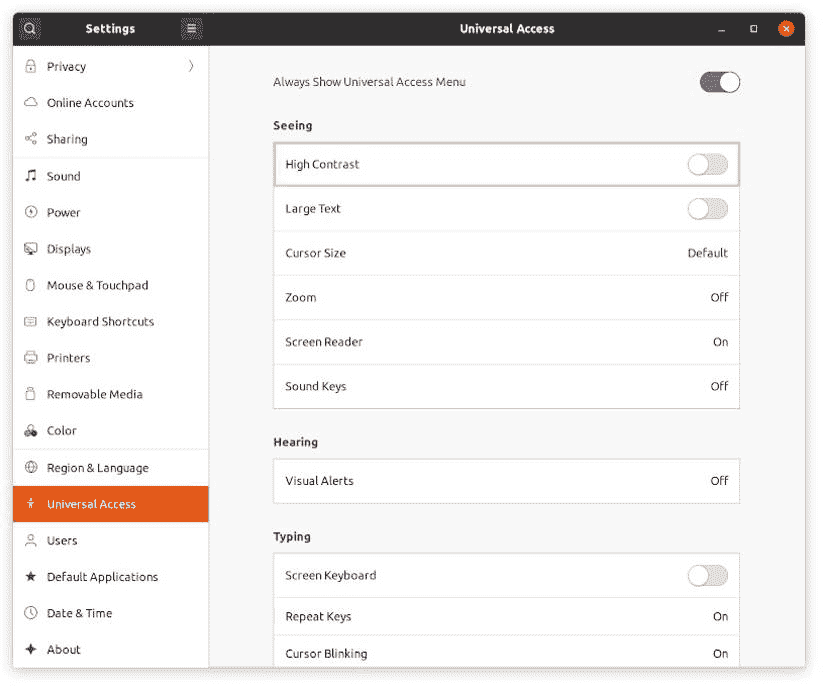 Settings
Universal Access
Privacy
Online Accounts
Sharing
Sound
Power
Displays
Mouse & Touchpad
Keyboard Shortcuts
Printers
Removable Media
Color
Region & Language
Universal Access
Users
Default Applications
Date & Time
About
Always Show Universal Access Menu
Seeing
High Contrast
Large Text
Cursor Size Default
Zoom Off
Screen Reader On
Sound Keys Off
Hearing
Visual Alerts Off
Typing
Screen Keyboard
Repeat Keys On
Cursor Blinking On